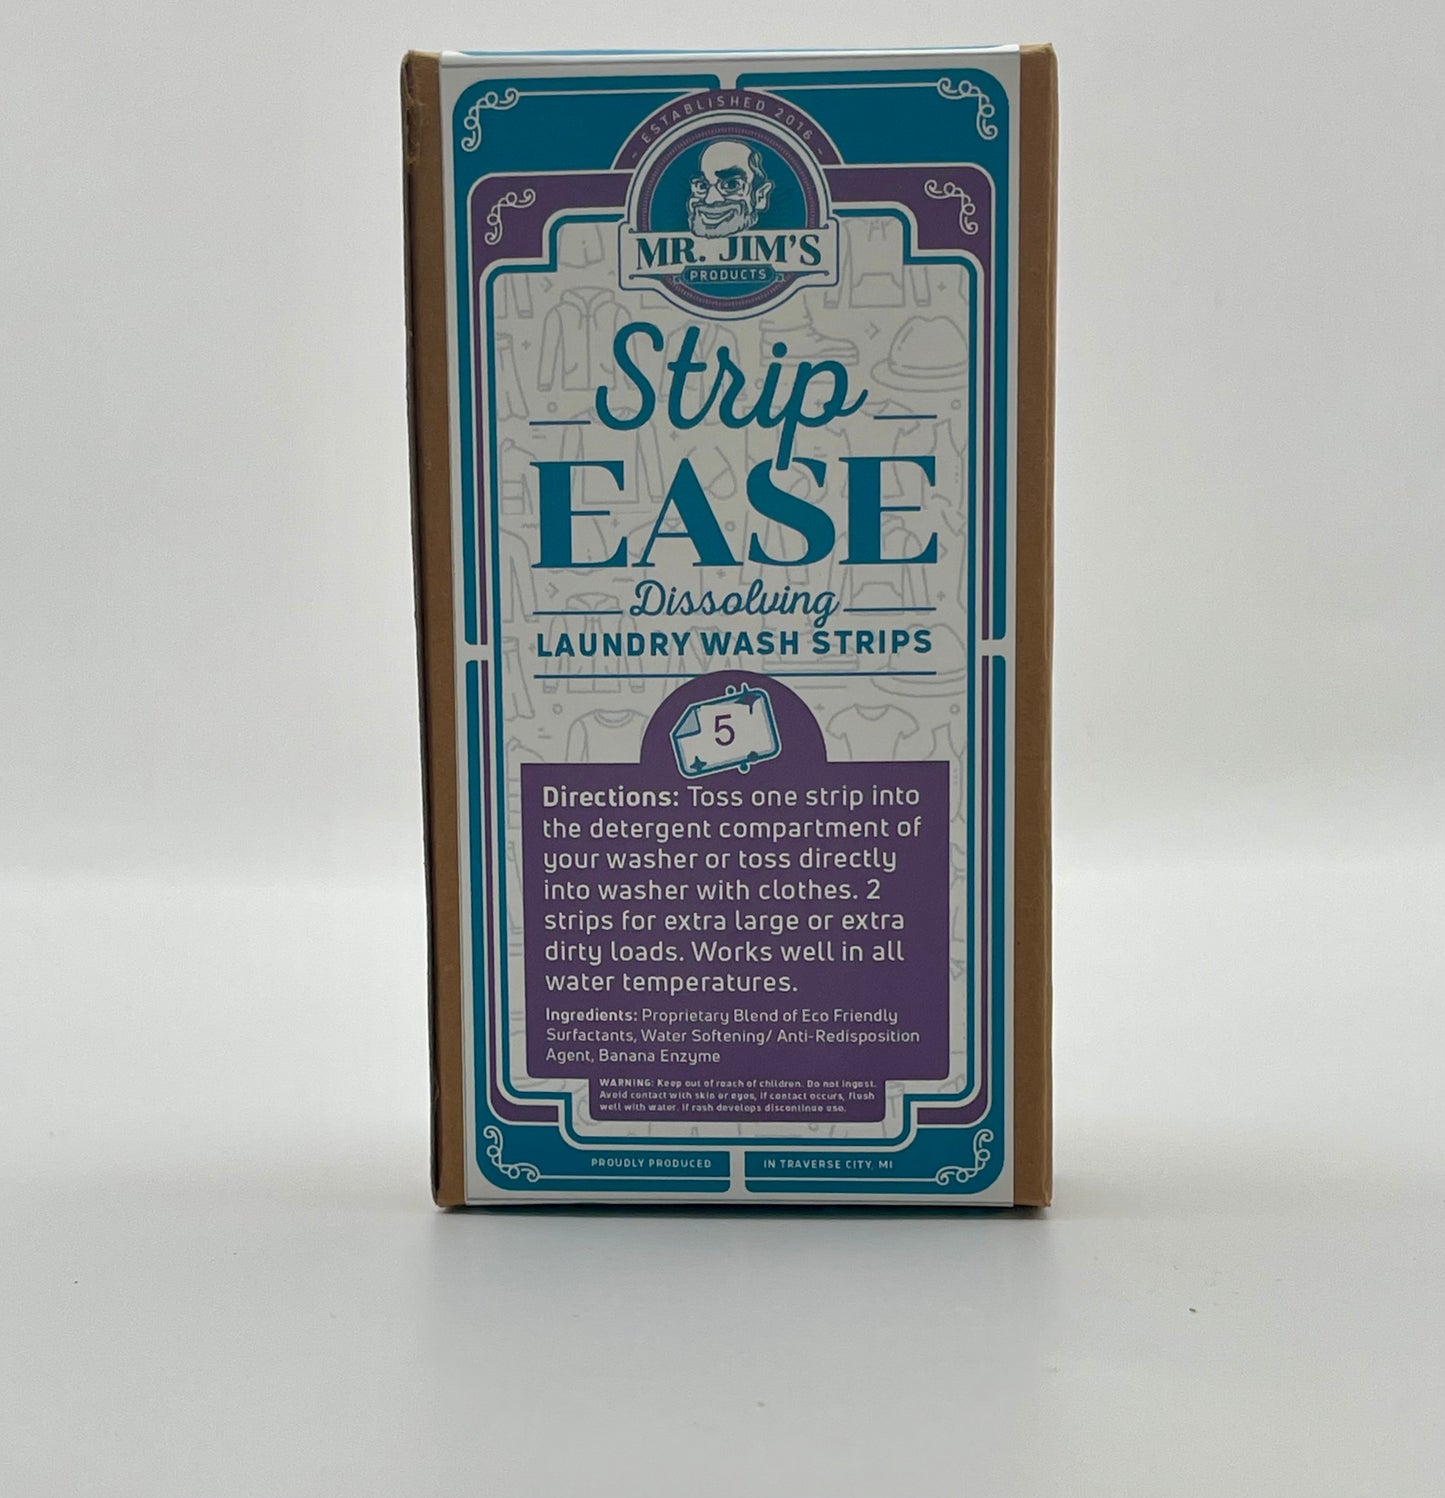 - ESTABLISHED 2016 -
MR. JIM'S
PRODUCTS
Strip
EASE
Dissolving
LAUNDRY WASH STRIPS
5
Directions: Toss one strip into
the detergent compartment of
your washer or toss directly
into washer with clothes. 2
strips for extra large or extra
dirty loads. Works well in all
water temperatures.
Ingredients: Proprietary Blend of Eco Friendly
Surfactants, Water Softening/ Anti-Redisposition
Agent, Banana Enzyme
WARNING: Keep out of reach of children. Do not ingest.
Avoid contact with skin or eyes, if contact occurs, flush
well with water. If rash develops discontinue use.
PROUDLY PRODUCED IN TRAVERSE CITY, MI